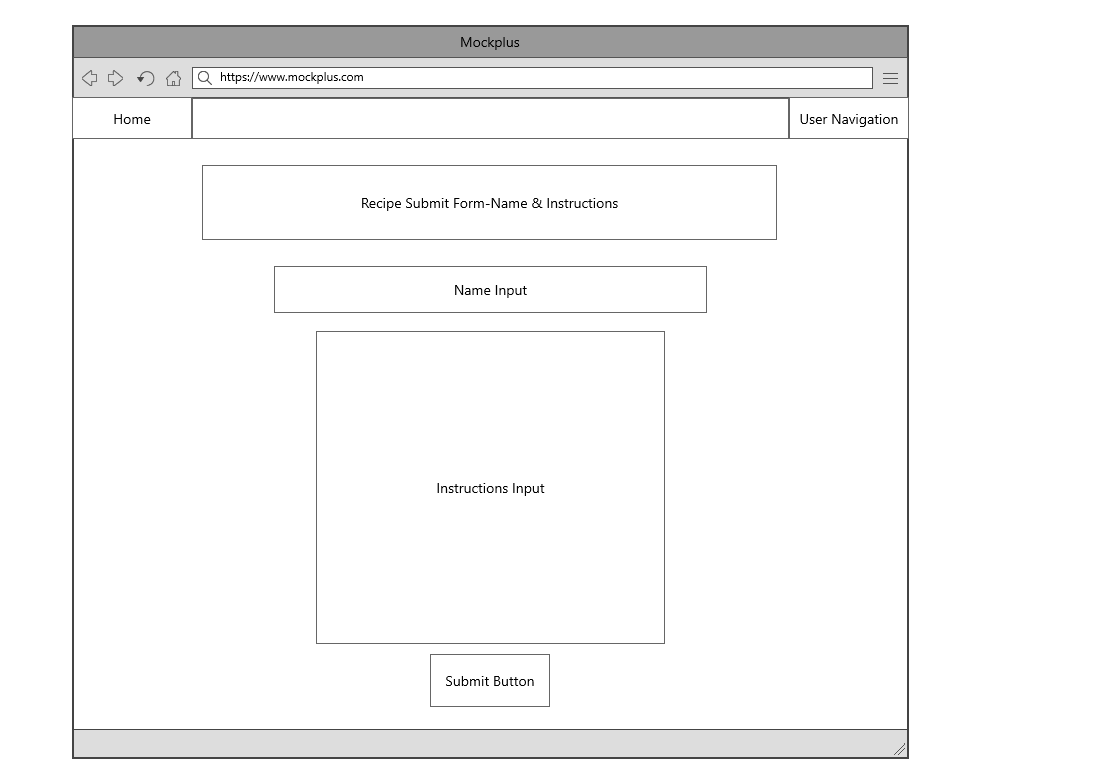 Mockplus
https://www.mockplus.com
Home
User Navigation
Recipe Submit Form-Name & Instructions
Name Input
Instructions Input
Submit Button